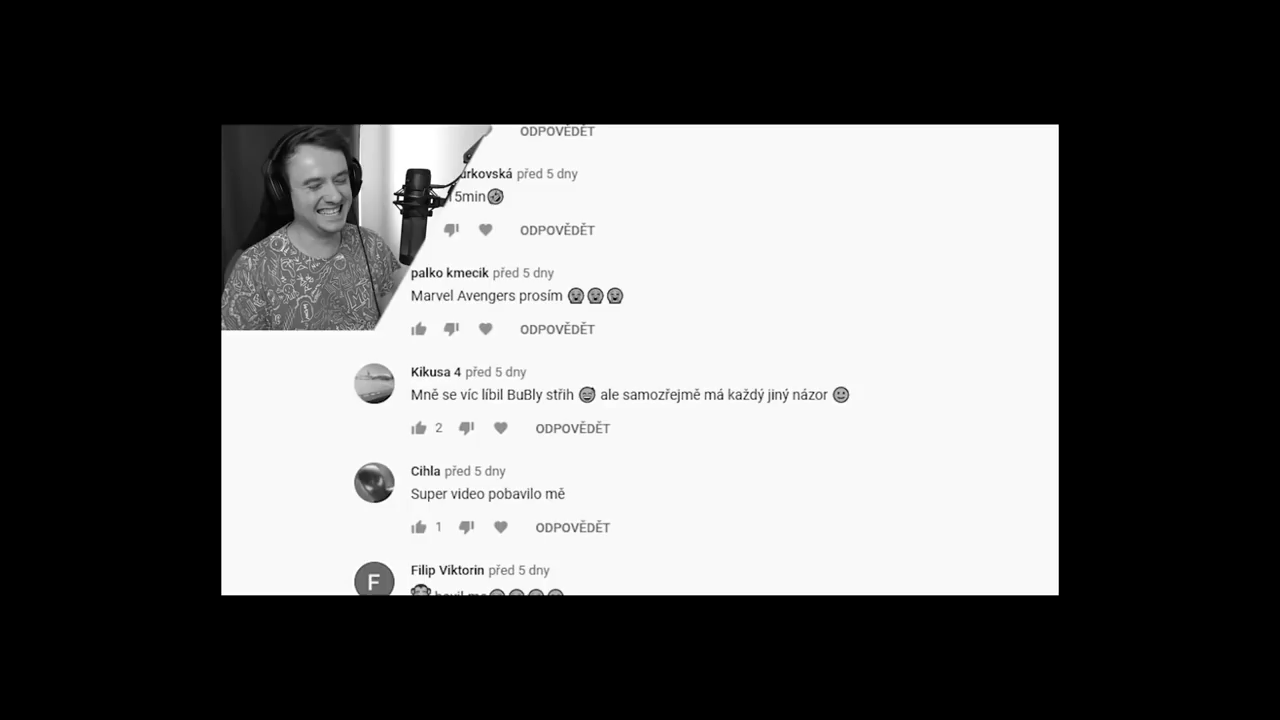 ODPOVĚDĚT
urkovská před 5 dny
15min🤣
ODPOVĚDĚT
palko kmecik před 5 dny
Marvel Avengers prosím
ODPOVĚDĚT
Kikusa 4 před 5 dny
Mně se víc líbil BuBly střih 😅 ale samozřejmě má každý jiný názor 🙂
2 ODPOVĚDĚT
Cihla před 5 dny
Super video pobavilo mě
1 ODPOVĚDĚT
F
Filip Viktorin před 5 dny